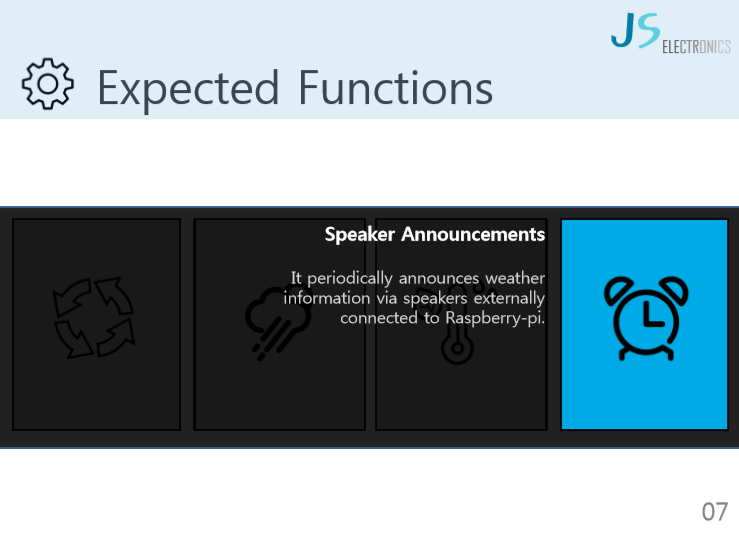 JS ELECTRONICS
Expected Functions
Speaker Announcements
It periodically announces weather
information via speakers externally
connected to Raspberry-pi.
07